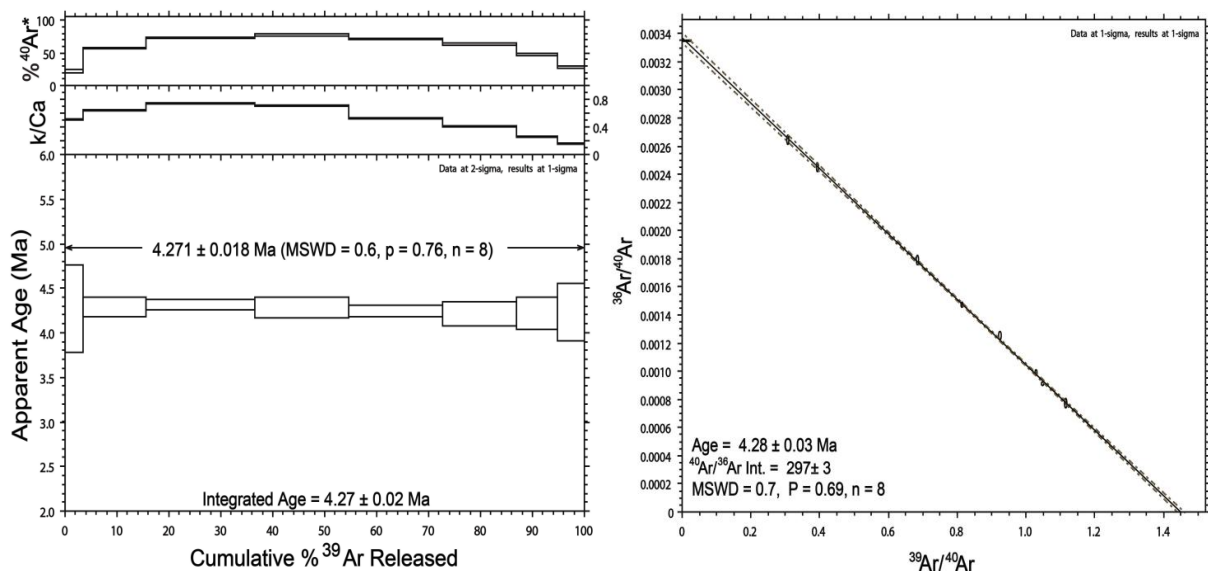 % ⁴⁰Ar*
100
50
0
k/Ca
0.8
0.4
0
Apparent Age (Ma)
6.0
5.5
5.0
4.5
4.0
3.5
3.0
2.5
2.0
Data at 2-sigma, results at 1-sigma
4.271 ± 0.018 Ma (MSWD = 0.6, p = 0.76, n = 8)
Integrated Age = 4.27 ± 0.02 Ma
0 10 20 30 40 50 60 70 80 90 100
Cumulative % ³⁹Ar Released
³⁶Ar/⁴⁰Ar
0.0034
0.0030
0.0026
0.0022
0.0020
0.0018
0.0016
0.0014
0.0012
0.0010
0.0008
0.0006
0.0004
0.0002
0
Data at 1-sigma, results at 1-sigma
Age = 4.28 ± 0.03 Ma
⁴⁰Ar/³⁶Ar Int. = 297± 3
MSWD = 0.7, P = 0.69, n = 8
0 0.2 0.4 0.6 0.8 1.0 1.2 1.4
³⁹Ar/⁴⁰Ar